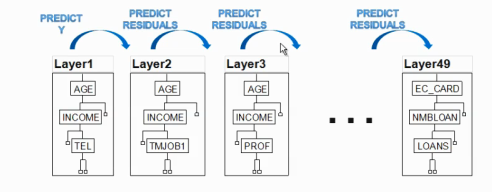 PREDICT
Y
PREDICT
RESIDUALS
PREDICT
RESIDUALS
PREDICT
RESIDUALS
Layer1
AGE
INCOME
TEL
Layer2
AGE
INCOME
TMJOB1
Layer3
AGE
INCOME
PROF
...
Layer49
EC_CARD
NMBLOAN
LOANS